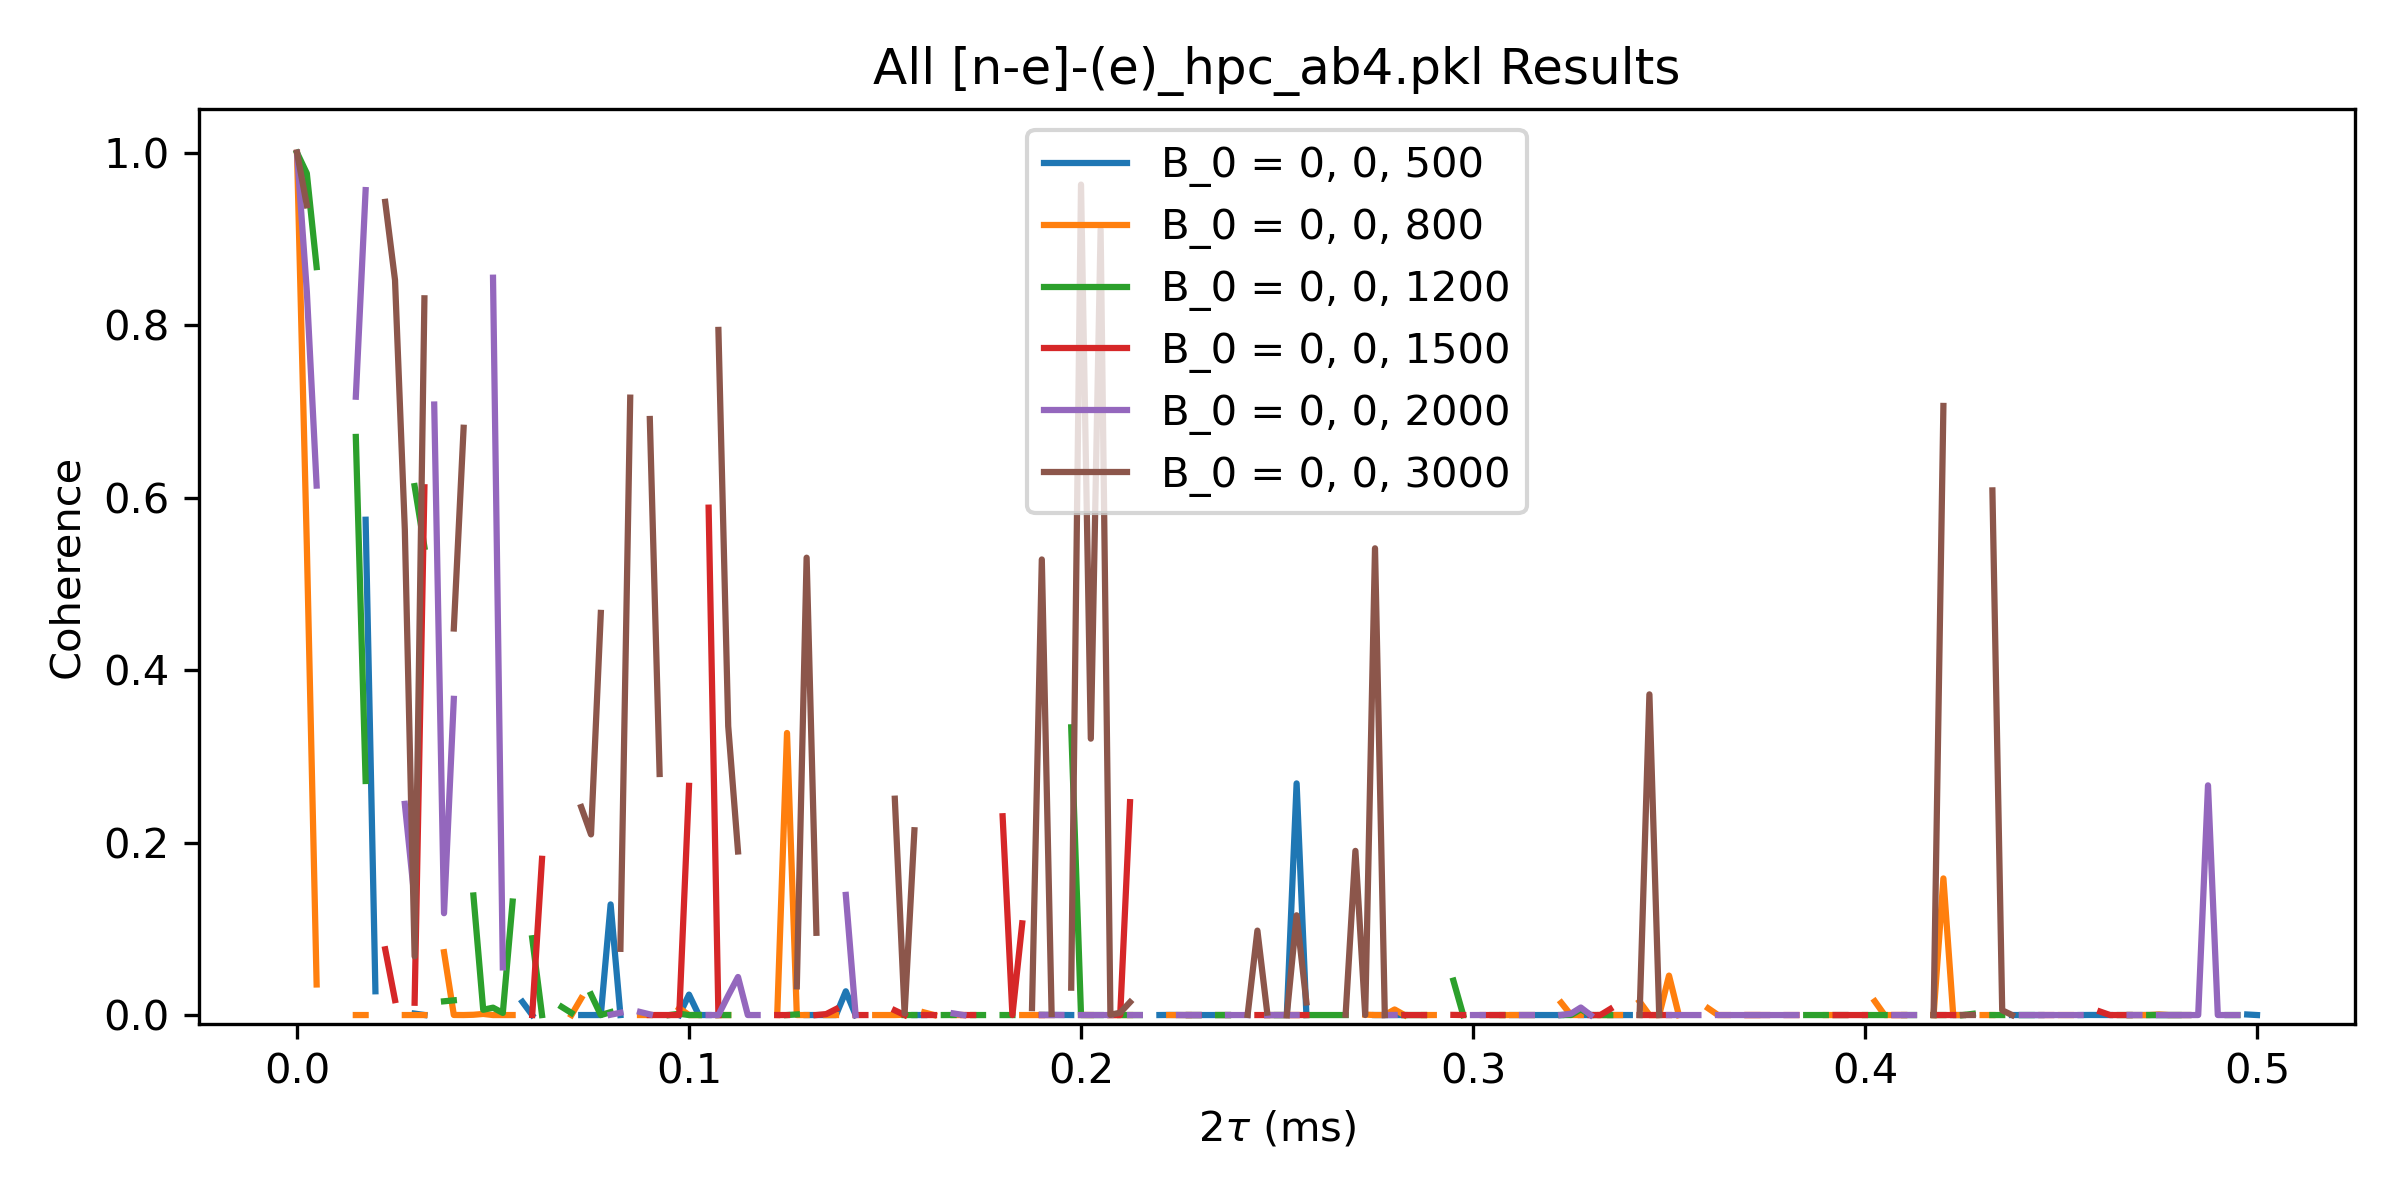 All [n-e]-(e)_hpc_ab4.pkl Results
1.0
0.8
0.6
0.4
0.2
0.0
Coherence
B_0 = 0, 0, 500
B_0 = 0, 0, 800
B_0 = 0, 0, 1200
B_0 = 0, 0, 1500
B_0 = 0, 0, 2000
B_0 = 0, 0, 3000
0.0 0.1 0.2 0.3 0.4 0.5
2τ (ms)